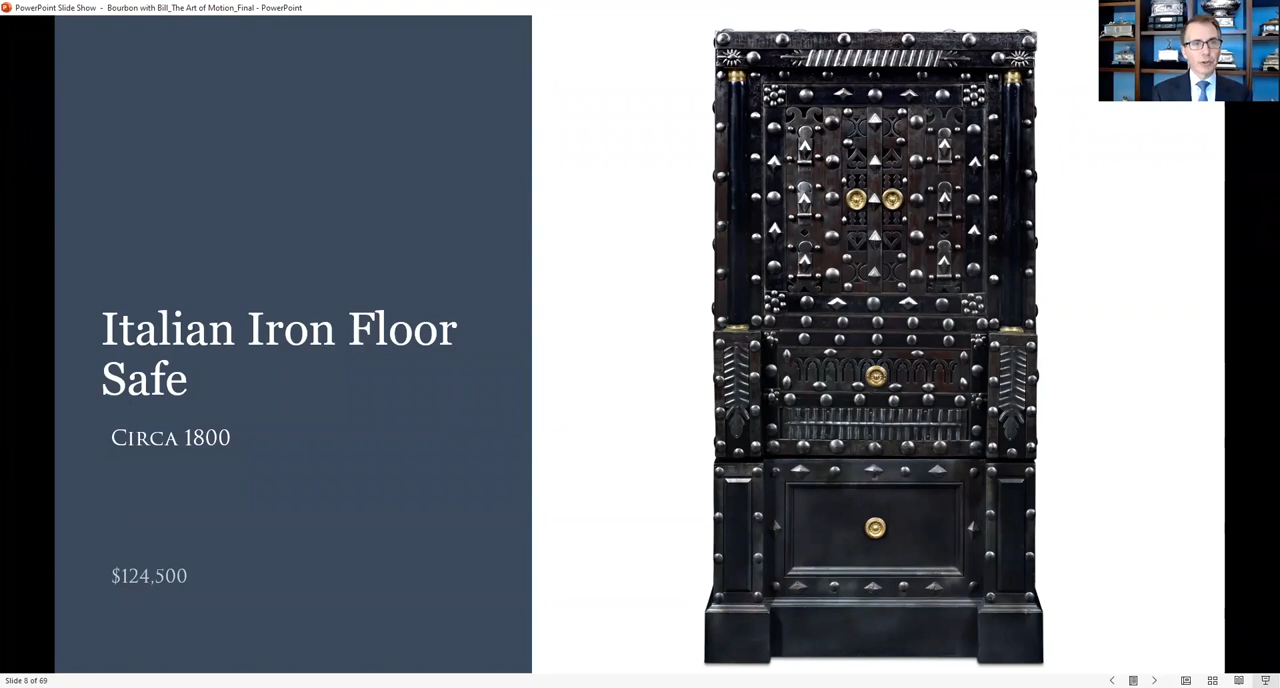 PowerPoint Slide Show - Bourbon with Bill_The Art of Motion_Final - PowerPoint
Italian Iron Floor
Safe
Circa 1800
$124,500
Slide 8 of 69